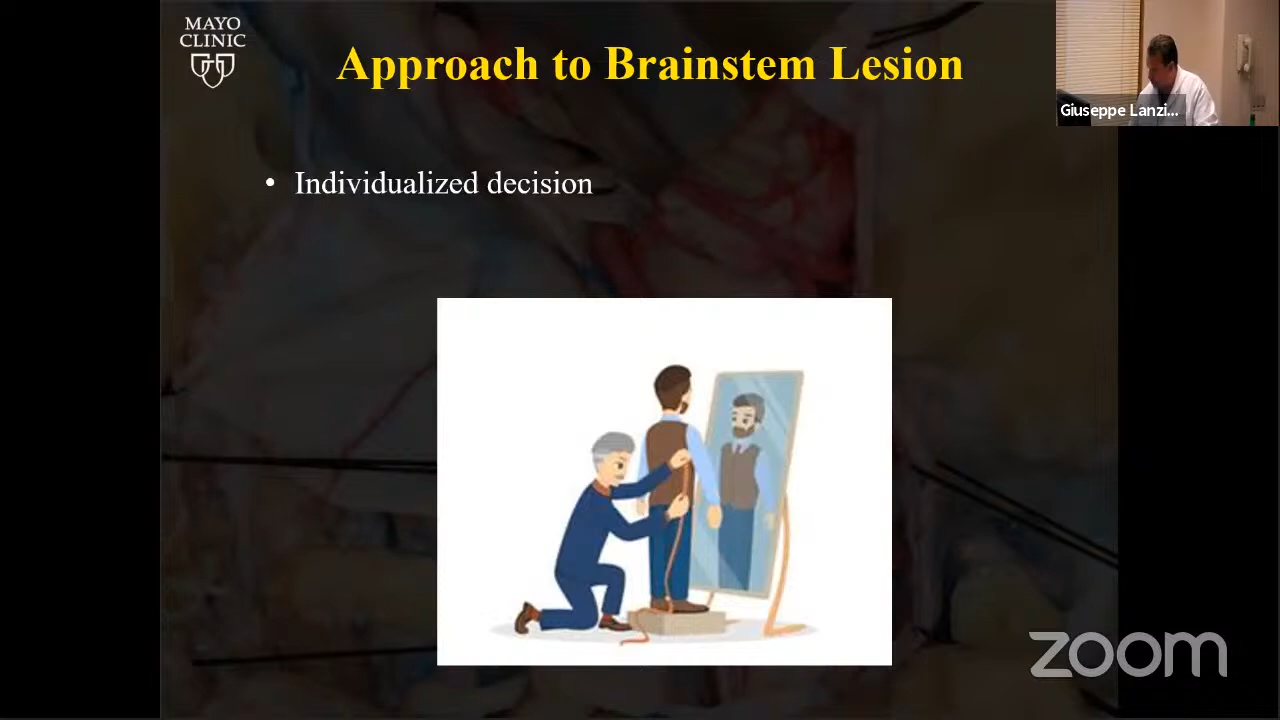 MAYO
CLINIC
Approach to Brainstem Lesion
Giuseppe Lanzi...
• Individualized decision
zoom